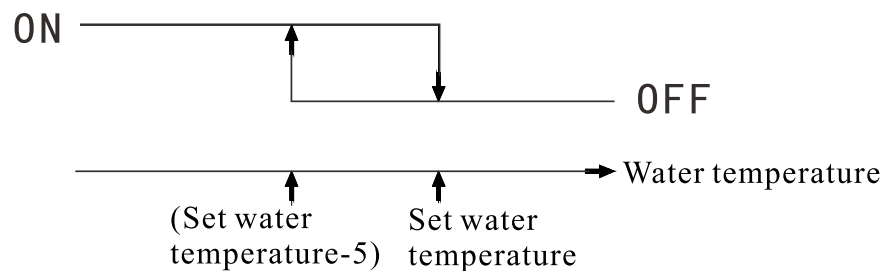 ON
OFF
Water temperature
(Set water
temperature-5)
Set water
temperature